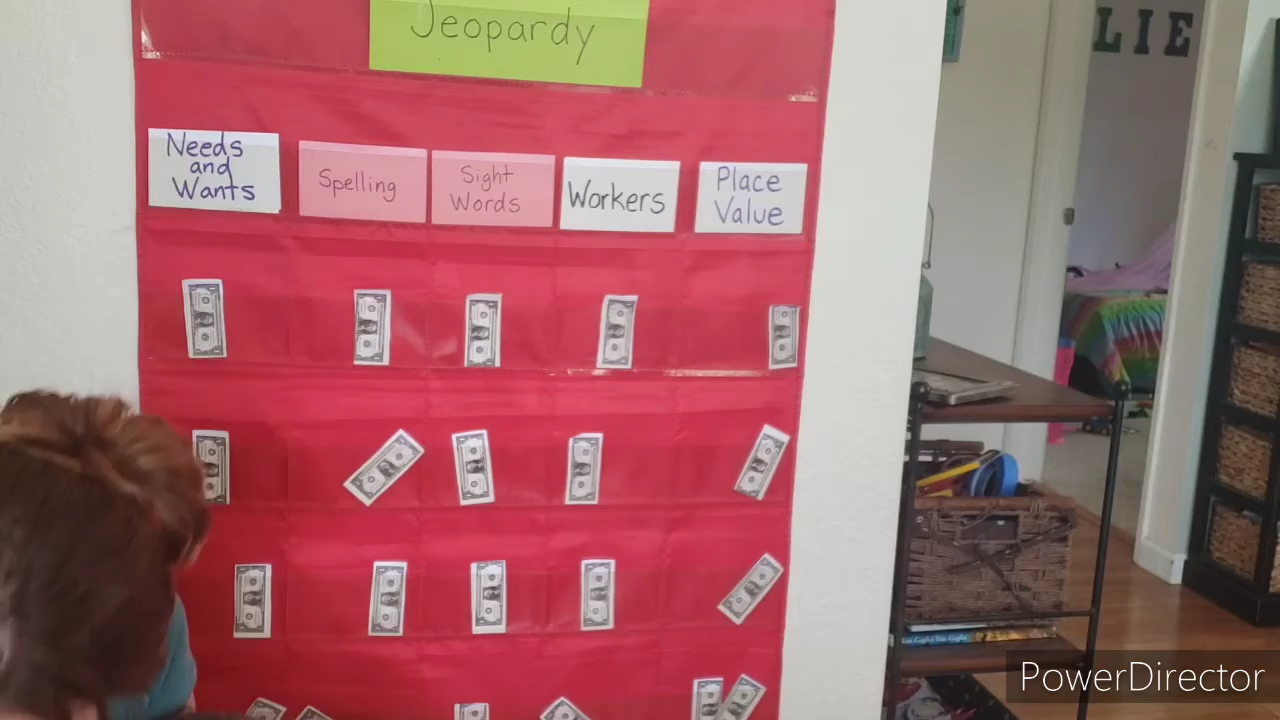 Jeopardy
LIE
Needs
and
Wants
Spelling
Sight
Words
Workers
Place
Value
PowerDirector